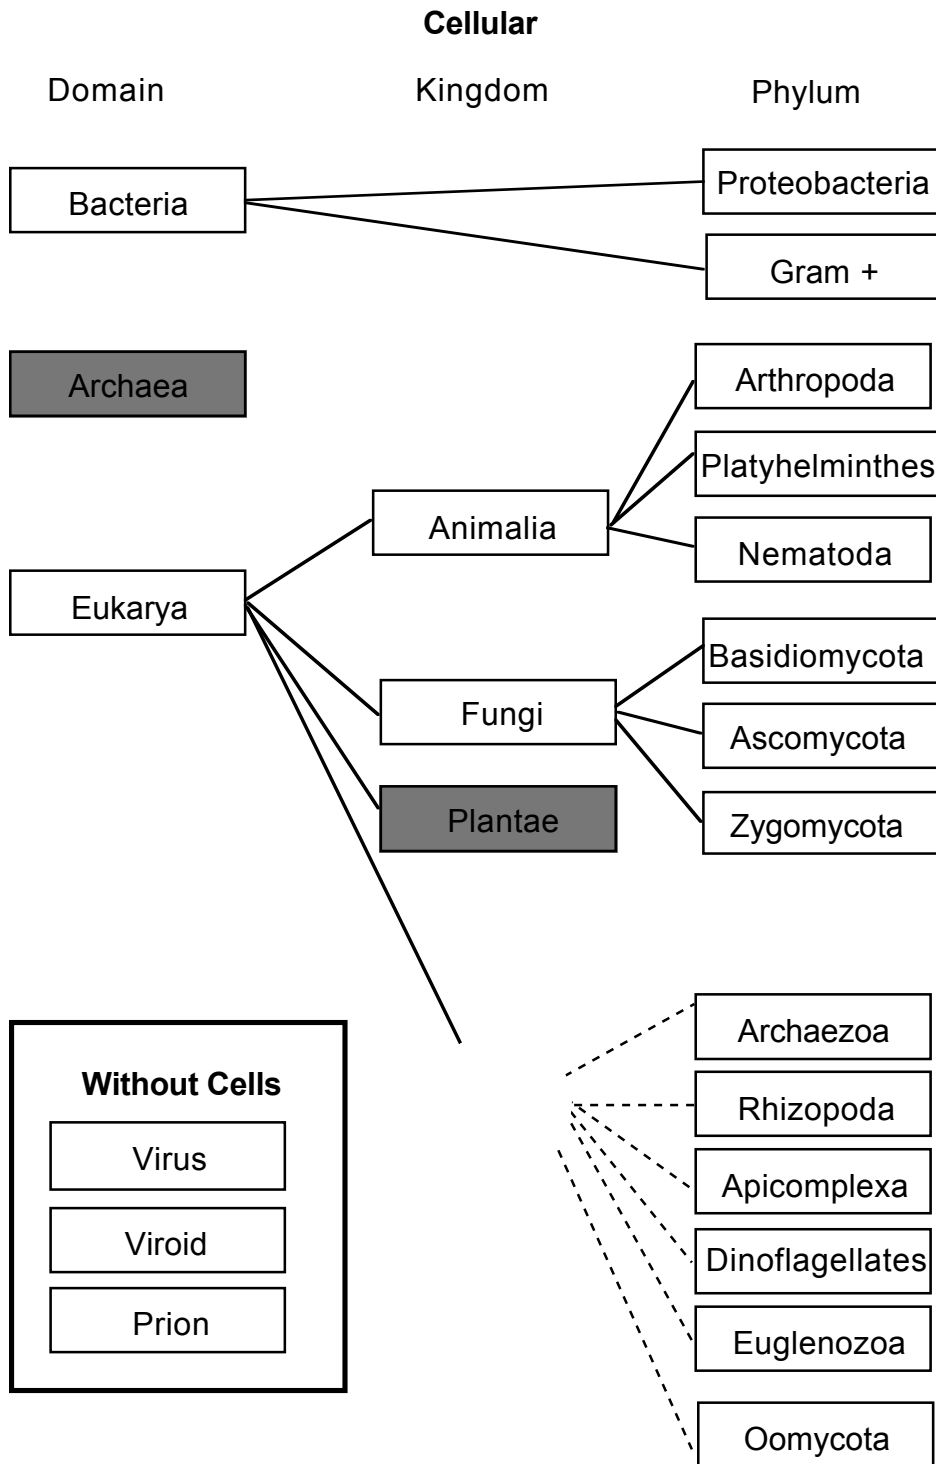 Cellular
Domain Kingdom Phylum
Bacteria
Proteobacteria
Gram +
Archaea
Eukarya
Animalia
Arthropoda
Platyhelminthes
Nematoda
Fungi
Basidiomycota
Ascomycota
Zygomycota
Plantae
Archaezoa
Rhizopoda
Apicomplexa
Dinoflagellates
Euglenozoa
Oomycota
Without Cells
Virus
Viroid
Prion